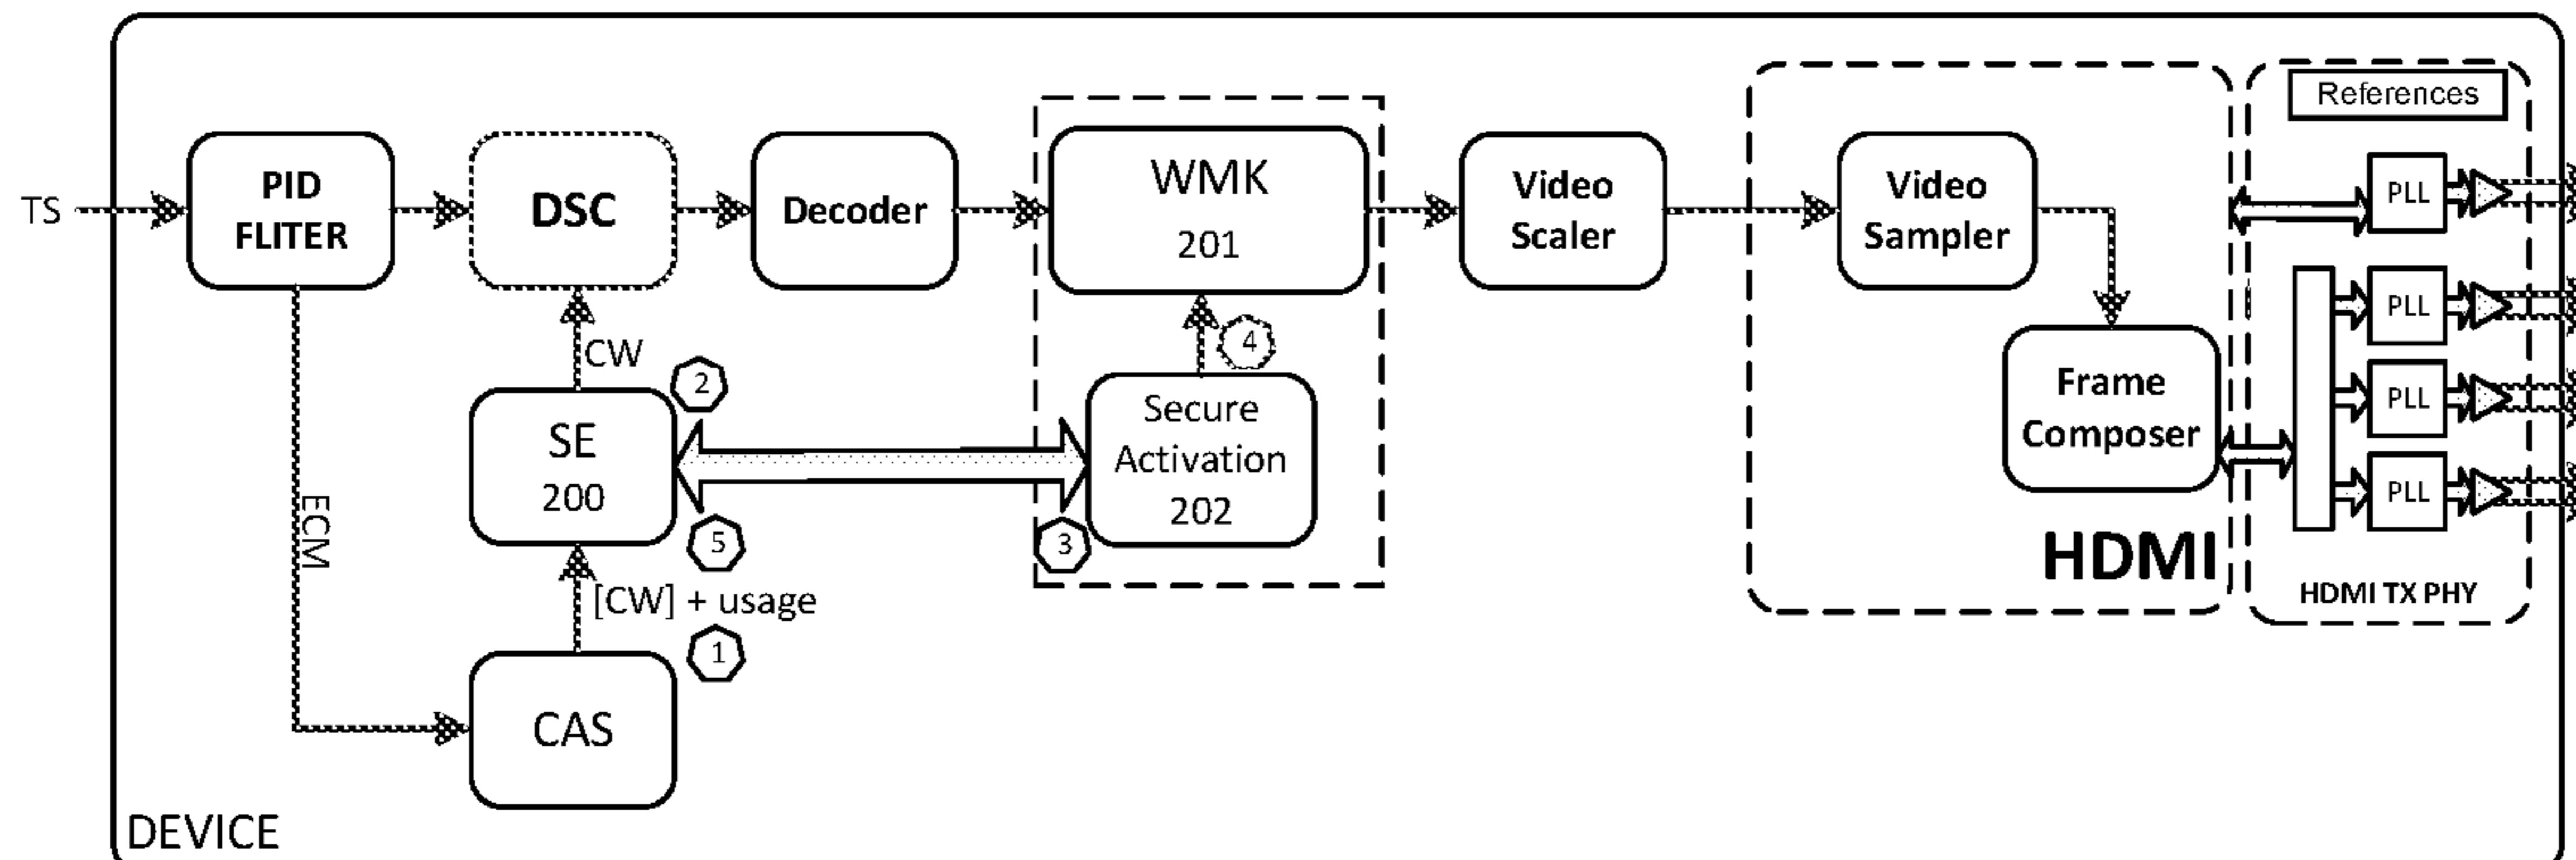 References
TS
PID
FLITER
DSC
Decoder
WMK
201
Video
Scaler
Video
Sampler
PLL
CW
4
2
SE
200
Secure
Activation
202
Frame
Composer
PLL
PLL
PLL
ECM
5
3
HDMI
HDMI TX PHY
[CW] + usage
1
CAS
DEVICE